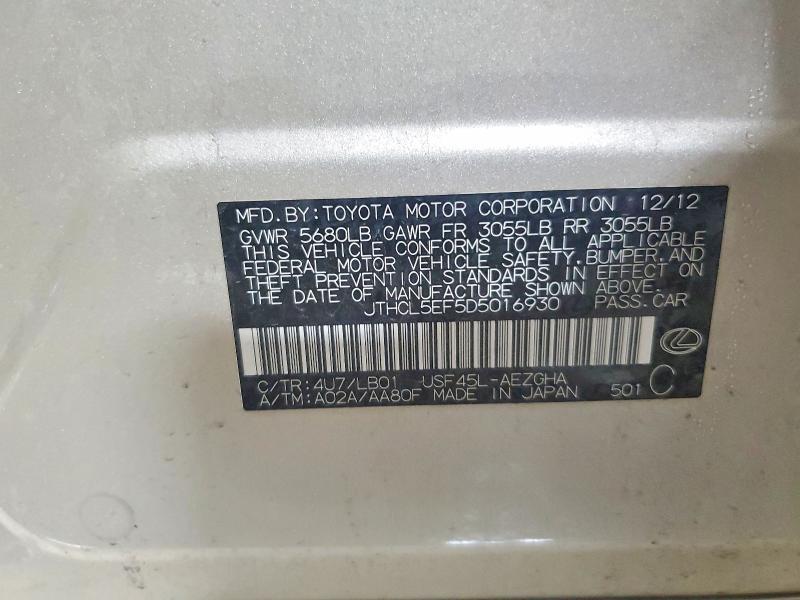 MFD.BY:TOYOTA MOTOR CORPORATION 12/12
GVWR 5680LB GAWR FR 3055LB RR 3055LB
THIS VEHICLE CONFORMS TO ALL APPLICABLE
FEDERAL MOTOR VEHICLE SAFETY,BUMPER,AND
THEFT PREVENTION STANDARDS IN EFFECT ON
THE DATE OF MANUFACTURE SHOWN ABOVE.
JTHCL5EF5D5016930 PASS.CAR
C/TR:4U7/LB01 USF45L-AEZGHA
A/TM:A02A/AA80F MADE IN JAPAN 501 C